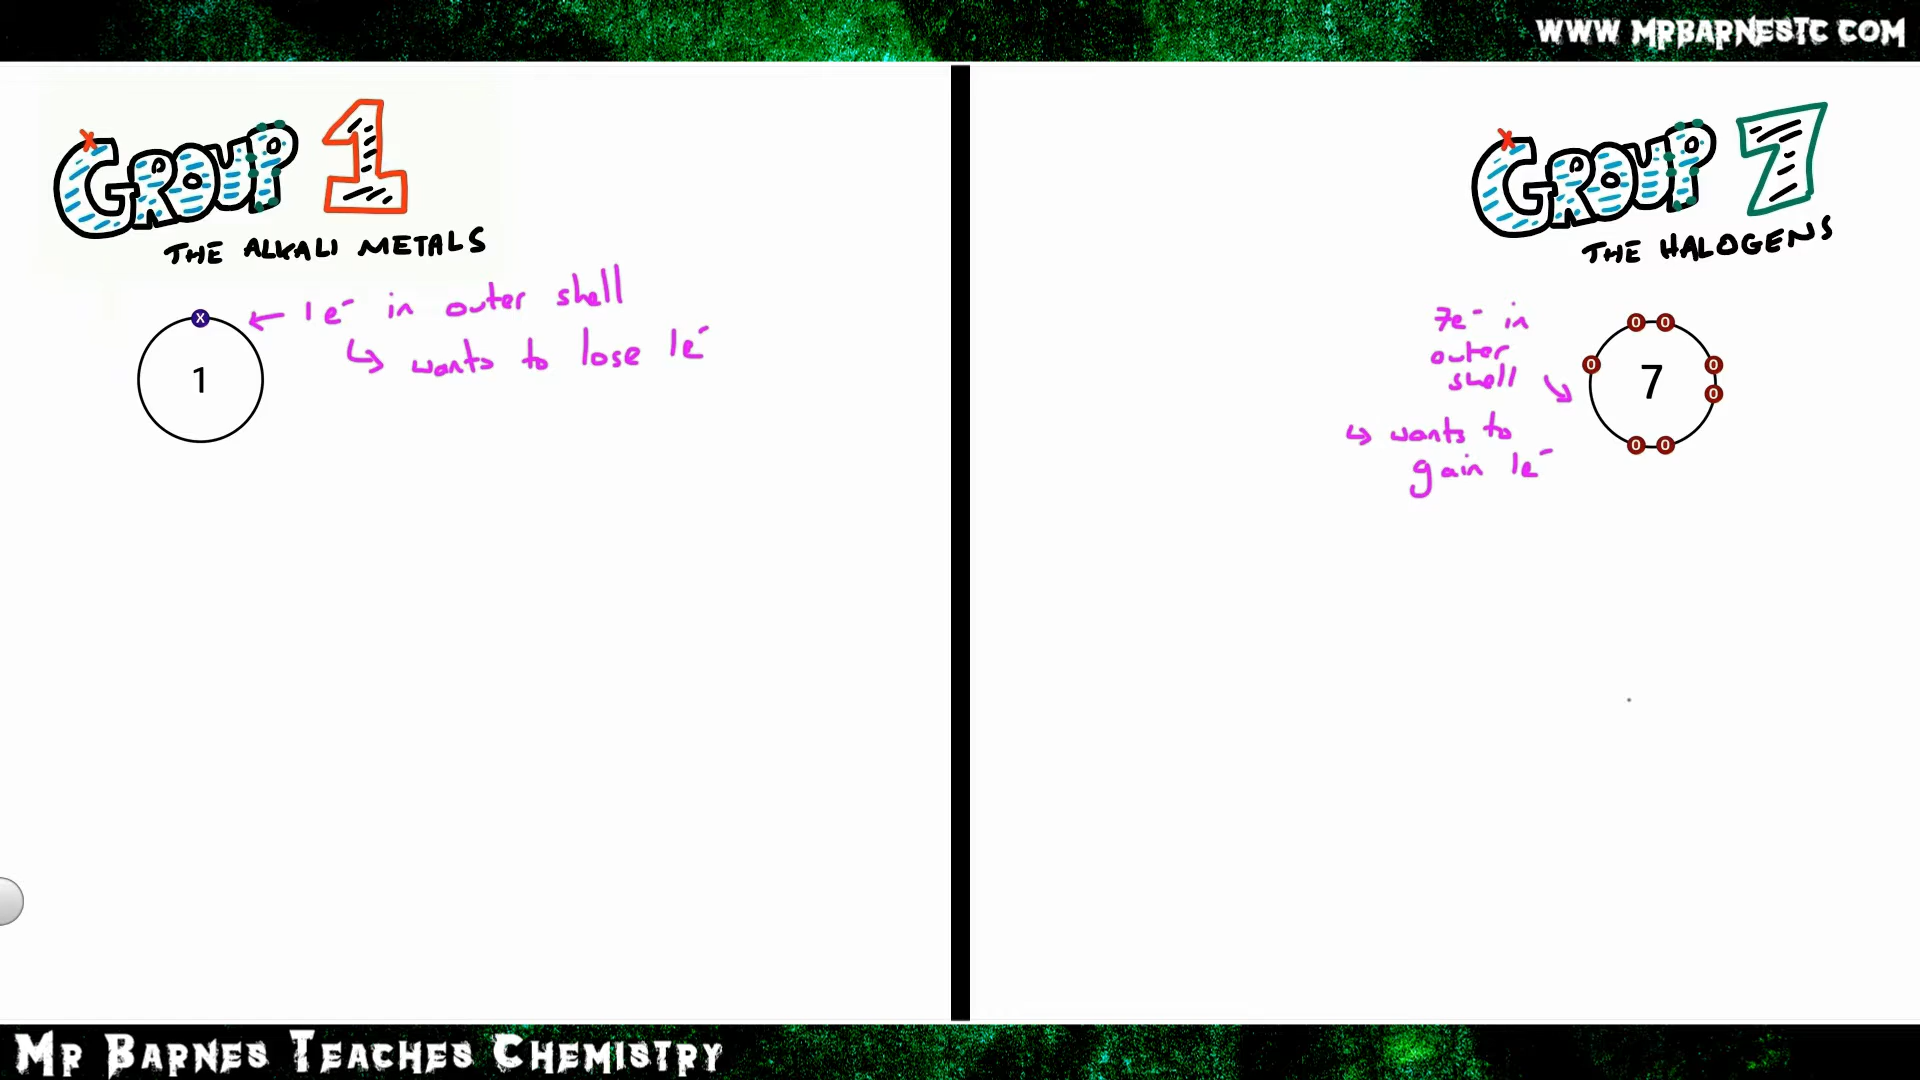 WWW MRBARNESTC COM
GROUP 1
THE ALKALI METALS
← 1e⁻ in outer shell
↳ wants to lose 1e⁻
X
1
GROUP 7
THE HALOGENS
7e⁻ in
outer
shell
↳ wants to
gain 1e⁻
O O
O O
7
O
O O
MR BARNES TEACHES CHEMISTRY